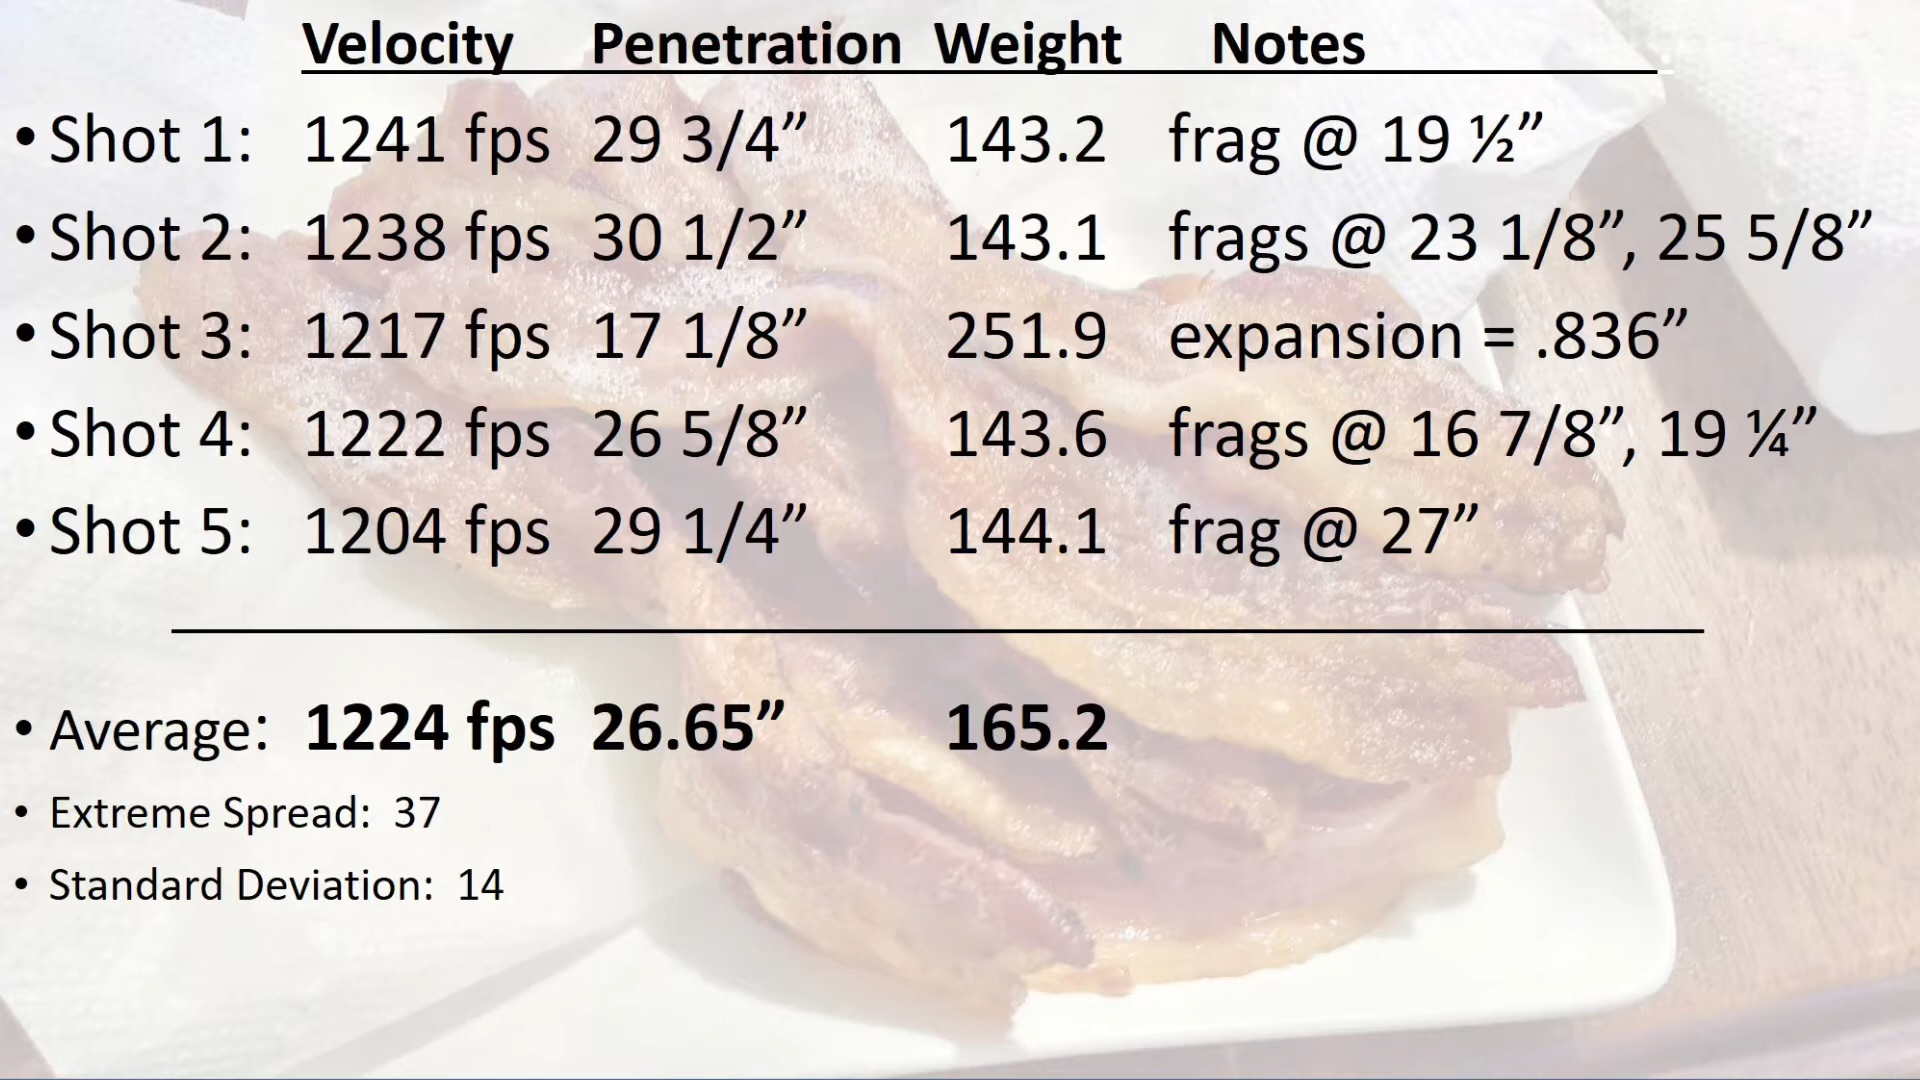 Velocity Penetration Weight Notes
• Shot 1: 1241 fps 29 3/4” 143.2 frag @ 19 ½”
• Shot 2: 1238 fps 30 1/2” 143.1 frags @ 23 1/8”, 25 5/8”
• Shot 3: 1217 fps 17 1/8” 251.9 expansion = .836”
• Shot 4: 1222 fps 26 5/8” 143.6 frags @ 16 7/8”, 19 ¼”
• Shot 5: 1204 fps 29 1/4” 144.1 frag @ 27”
• Average: 1224 fps 26.65” 165.2
• Extreme Spread: 37
• Standard Deviation: 14